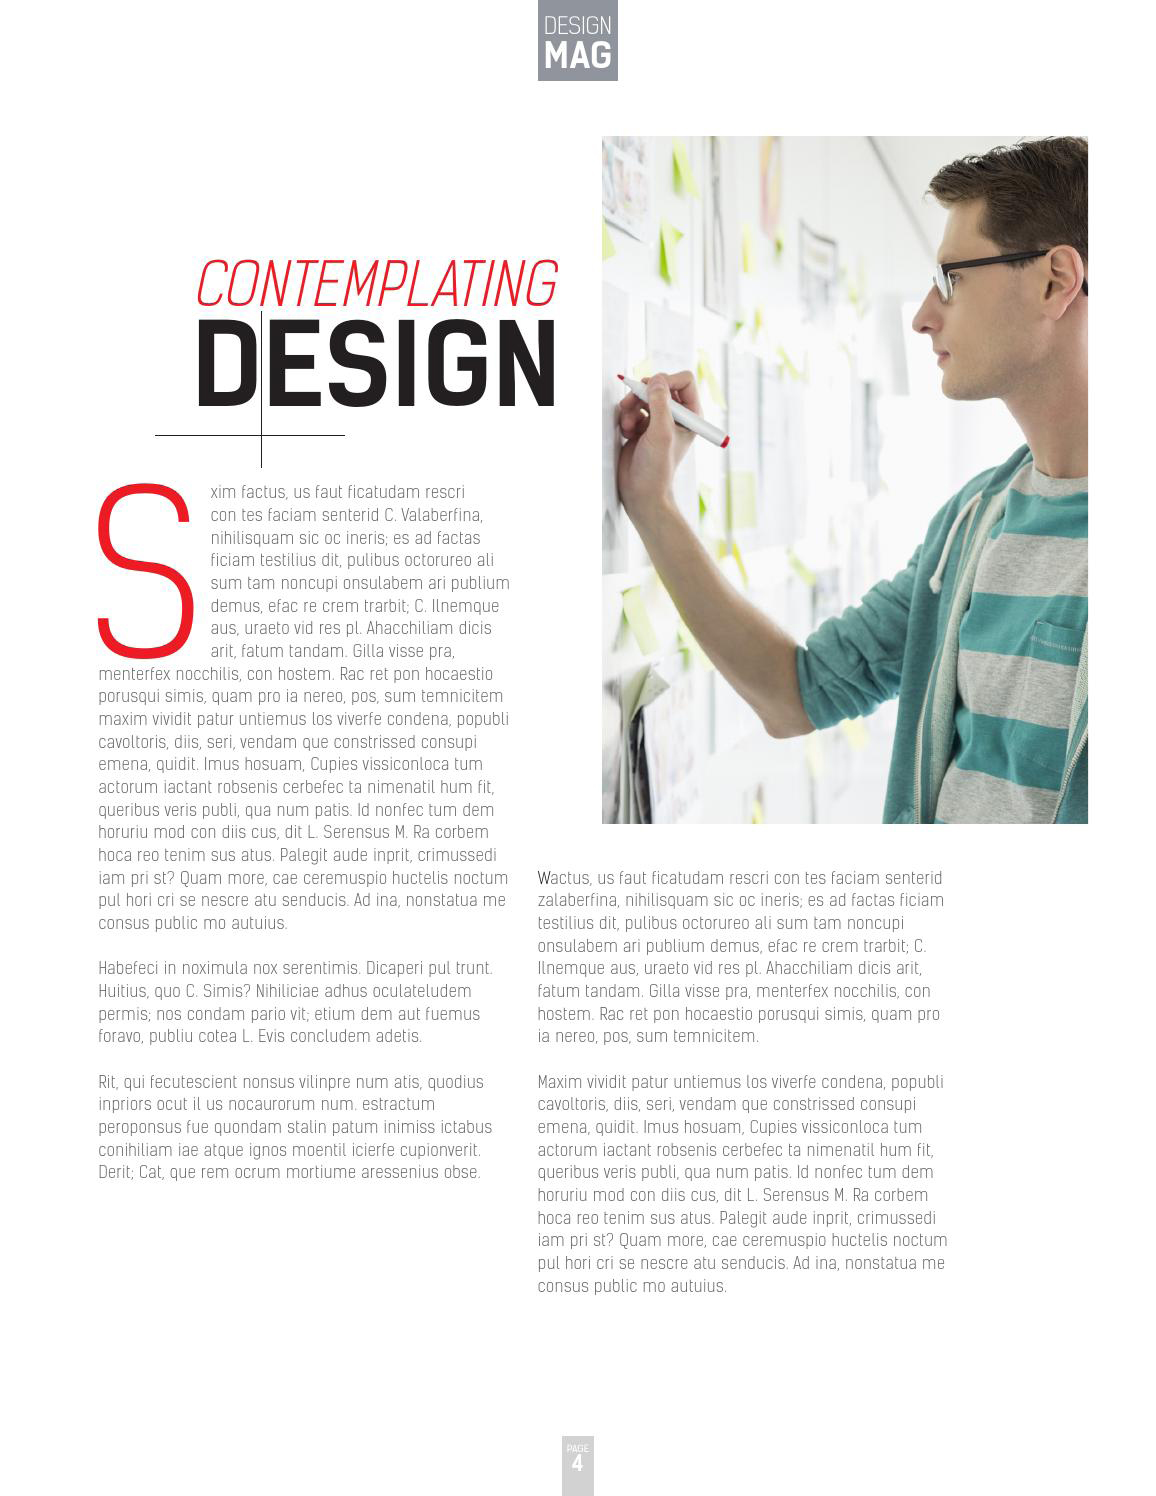 DESIGN
MAG
CONTEMPLATING
DESIGN
S
xim factus, us faut ficatudam rescri
con tes faciam senterid C. Valaberfina,
nihilisquam sic oc ineris; es ad factas
ficiam testilius dit, pulibus octorureo ali
sum tam noncupi onsulabem ari publium
demus, efac re crem trarbit; C. Ilnemque
aus, uraeto vid res pl. Ahacchiliam dicis
arit, fatum tandam. Gilla visse pra,
menterfex nocchilis, con hostem. Rac ret pon hocaestio
porusqui simis, quam pro ia nereo, pos, sum temnicitem
maxim vividit patur untiemus los viverfe condena, popubli
cavoltoris, diis, seri, vendam que constrissed consupi
emena, quidit. Imus hosuam, Cupies vissiconloca tum
actorum iactant robsenis cerbefec ta nimenatil hum fit,
queribus veris publi, qua num patis. Id nonfec tum dem
horuriu mod con diis cus, dit L. Serensus M. Ra corbem
hoca reo tenim sus atus. Palegit aude inprit, crimussedi
iam pri st? Quam more, cae ceremuspio huctelis noctum
pul hori cri se nescre atu senducis. Ad ina, nonstatua me
consus public mo autuius.
Habefeci in noximula nox serentimis. Dicaperi pul trunt.
Huitius, quo C. Simis? Nihiliciae adhus oculateludem
permis; nos condam pario vit; etium dem aut fuemus
foravo, publiu cotea L. Evis concludem adetis.
Rit, qui fecutescient nonsus vilinpre num atis, quodius
inpriors ocut il us nocaurorum num. estractum
peroponsus fue quondam stalin patum inimiss ictabus
conihiliam iae atque ignos moentil icierfe cupionverit.
Derit; Cat, que rem ocrum mortiume aressenius obse.
Wactus, us faut ficatudam rescri con tes faciam senterid
zalaberfina, nihilisquam sic oc ineris; es ad factas ficiam
testilius dit, pulibus octorureo ali sum tam noncupi
onsulabem ari publium demus, efac re crem trarbit; C.
Ilnemque aus, uraeto vid res pl. Ahacchiliam dicis arit,
fatum tandam. Gilla visse pra, menterfex nocchilis, con
hostem. Rac ret pon hocaestio porusqui simis, quam pro
ia nereo, pos, sum temnicitem.
Maxim vividit patur untiemus los viverfe condena, popubli
cavoltoris, diis, seri, vendam que constrissed consupi
emena, quidit. Imus hosuam, Cupies vissiconloca tum
actorum iactant robsenis cerbefec ta nimenatil hum fit,
queribus veris publi, qua num patis. Id nonfec tum dem
horuriu mod con diis cus, dit L. Serensus M. Ra corbem
hoca reo tenim sus atus. Palegit aude inprit, crimussedi
iam pri st? Quam more, cae ceremuspio huctelis noctum
pul hori cri se nescre atu senducis. Ad ina, nonstatua me
consus public mo autuius.
PAGE
4